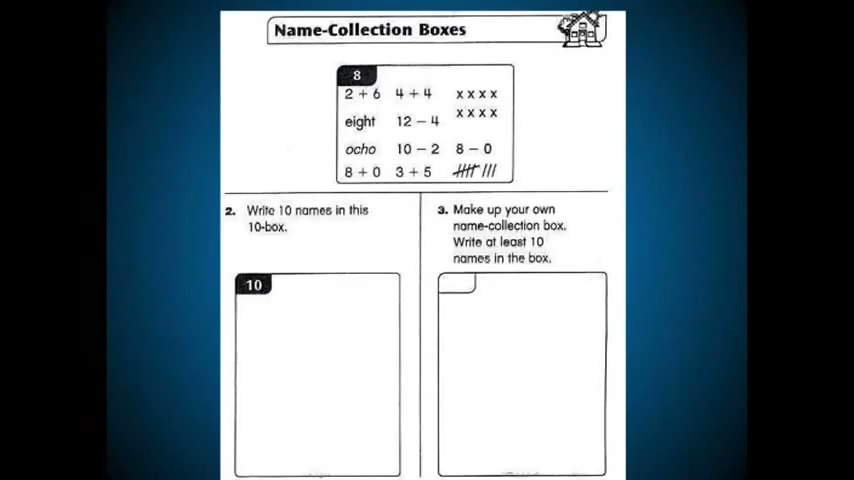 Name-Collection Boxes
8
2 + 6 4 + 4 x x x x
x x x x
eight 12 − 4
ocho 10 − 2 8 − 0
8 + 0 3 + 5
2. Write 10 names in this
10-box.
3. Make up your own
name-collection box.
Write at least 10
names in the box.
10